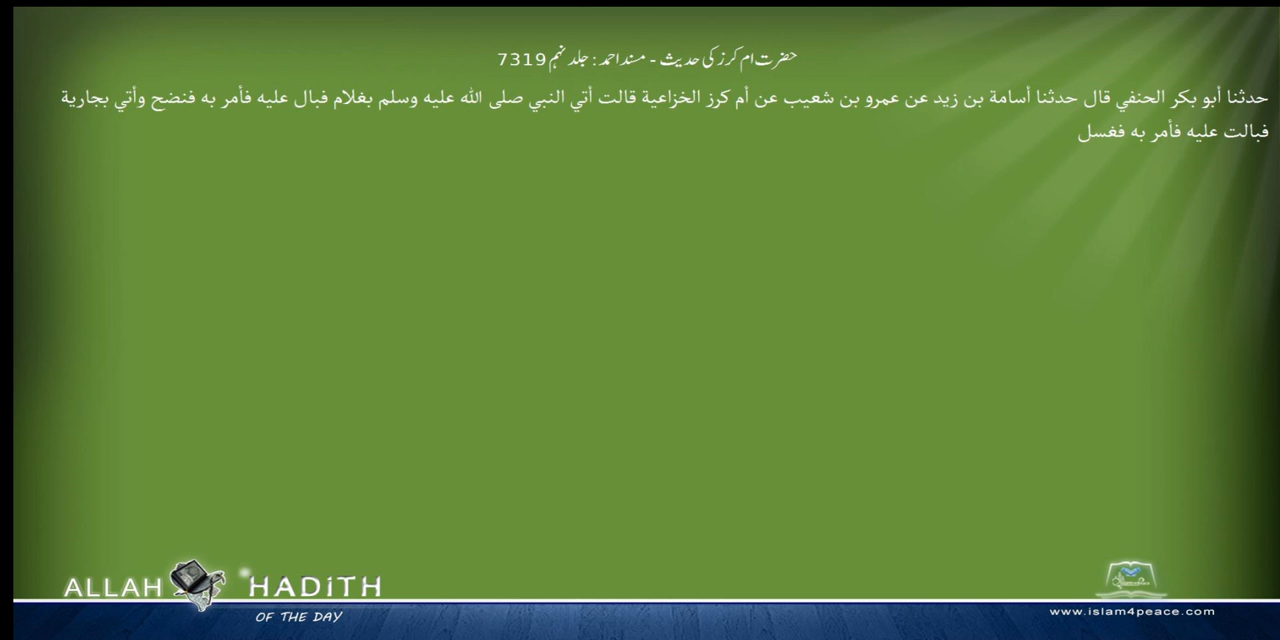 حضرت ام کرز کی حدیث - مسند احمد : جلد نہم 7319
حدثنا أبو بكر الحنفي قال حدثنا أسامة بن زيد عن عمرو بن شعيب عن أم كرز الخزاعية قالت أتي النبي صلى الله عليه وسلم بغلام فبال عليه فأمر به فنضح وأتي بجارية
فبالت عليه فأمر به فغسل
ALLAH HADITH
OF THE DAY
www.islam4peace.com